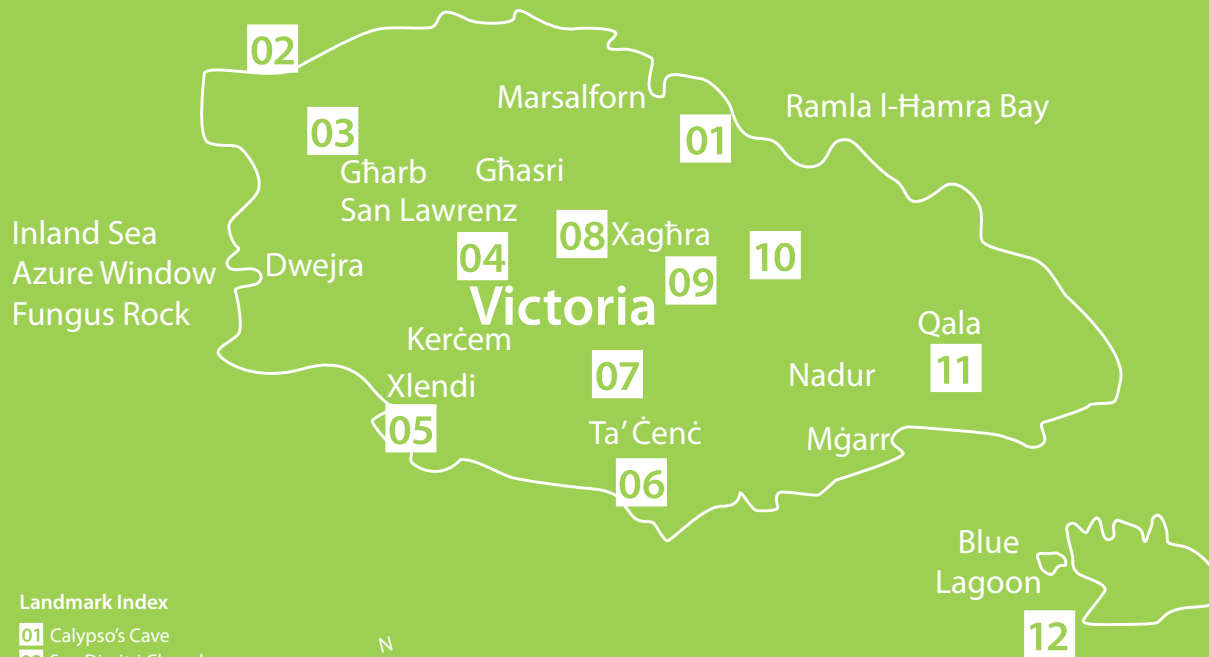 02
Marsalforn
Ramla l-Ħamra Bay
03
01
Għarb
Għasri
San Lawrenz
Inland Sea
Azure Window
Fungus Rock
Dwejra
04
08 Xagħra
09
10
Victoria
Kerċem
Qala
07
Nadur
11
Xlendi
05
Ta' Ċenċ
Mġarr
06
Blue
Lagoon
12
Landmark Index
01 Calypso's Cave
N